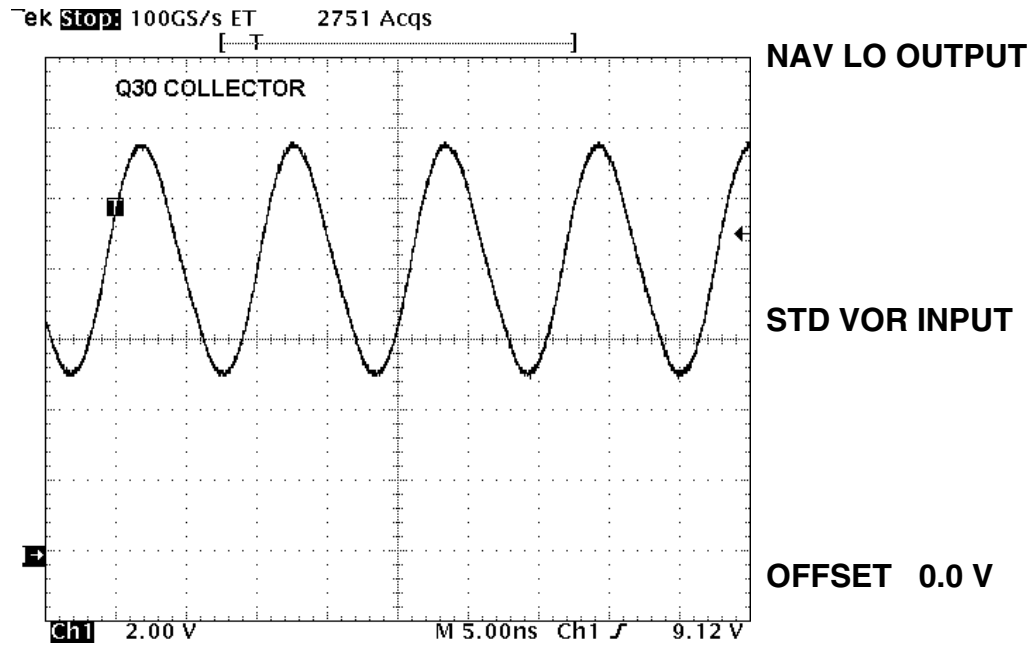 Tek Stop: 100GS/s ET 2751 Acqs
[ T ]
NAV LO OUTPUT
Q30 COLLECTOR
T
STD VOR INPUT
OFFSET 0.0 V
Ch1 2.00 V M 5.00ns Ch1 9.12 V